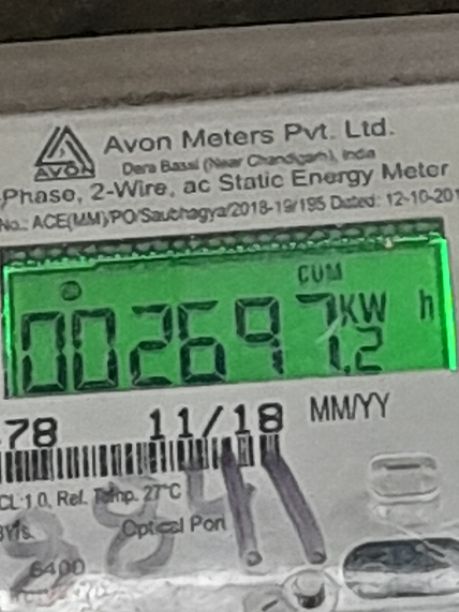 AVON
Avon Meters Pvt. Ltd.
Dera Bassi (Near Chandigarh), India
-Phase, 2-Wire, ac Static Energy Meter
No.: ACE(MM)/PO/Saubhagya/2018-19/195 Dated: 12-10-201
CUM
002697 KW h
1.2
78 11/18 MM/YY
CL 1.0, Ref. Temp. 27°C
Optical Port
6400